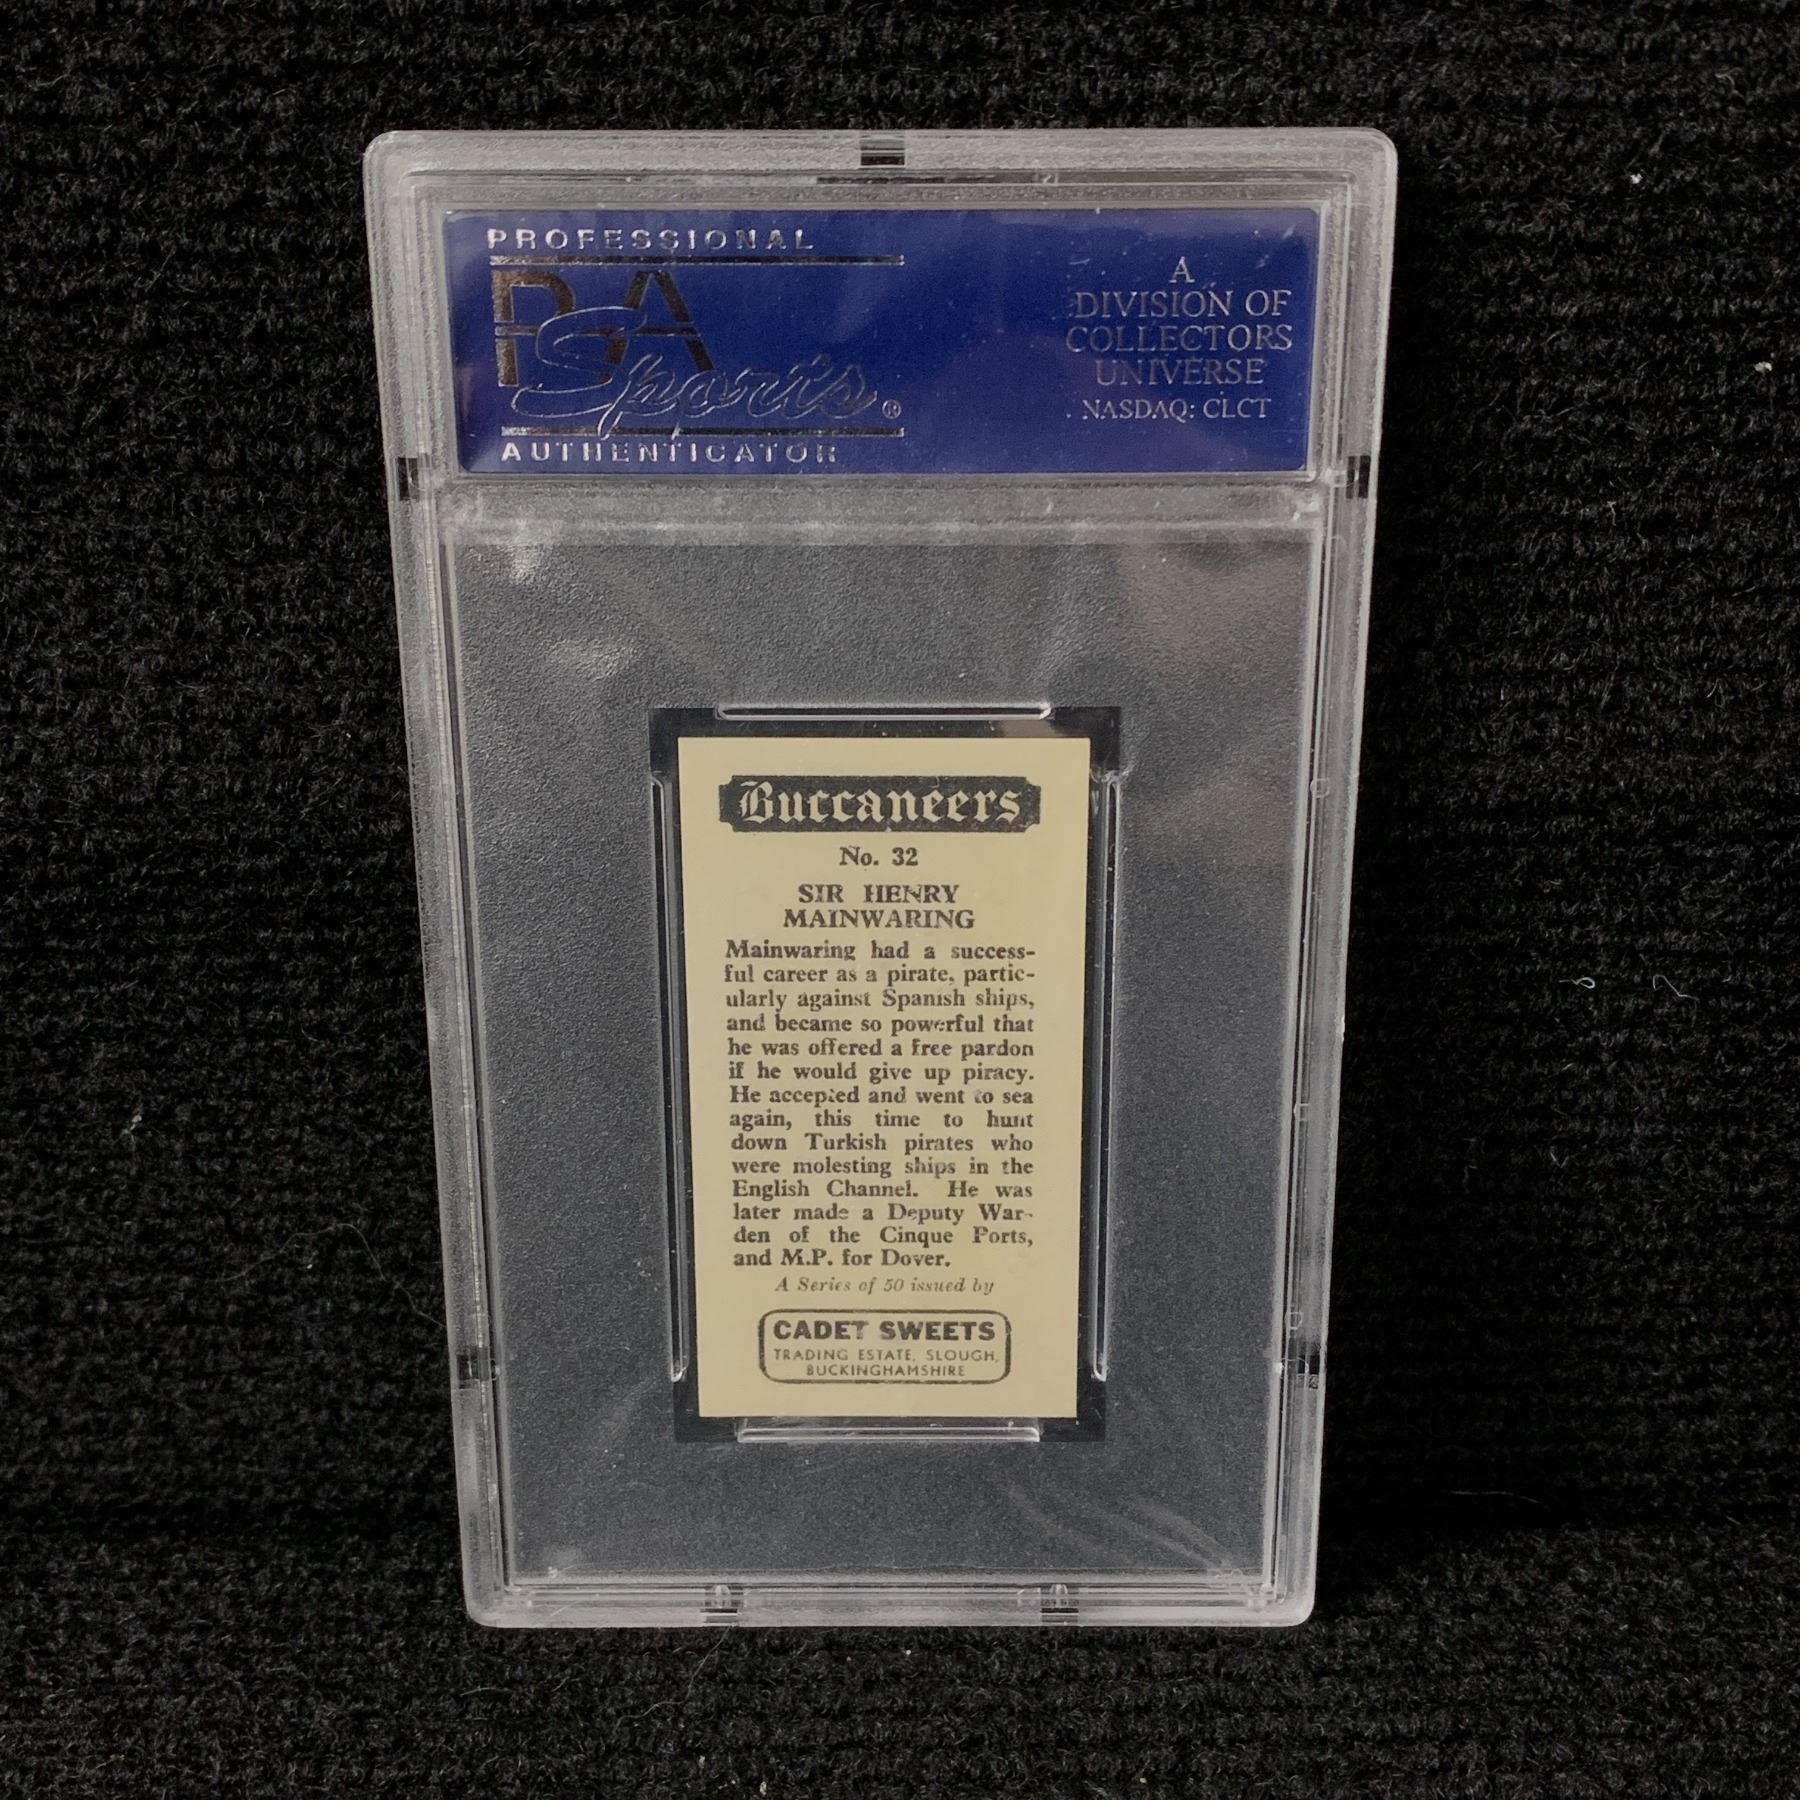 PROFESSIONAL
PSA
Sports®
AUTHENTICATOR
A
DIVISION OF
COLLECTORS
UNIVERSE
NASDAQ: CLCT
Buccaneers
No. 32
SIR HENRY
MAINWARING
Mainwaring had a success-
ful career as a pirate, partic-
ularly against Spanish ships,
and became so powerful that
he was offered a free pardon
if he would give up piracy.
He accepted and went to sea
again, this time to hunt
down Turkish pirates who
were molesting ships in the
English Channel. He was
later made a Deputy War-
den of the Cinque Ports,
and M.P. for Dover.
A Series of 50 issued by
CADET SWEETS
TRADING ESTATE, SLOUGH,
BUCKINGHAMSHIRE